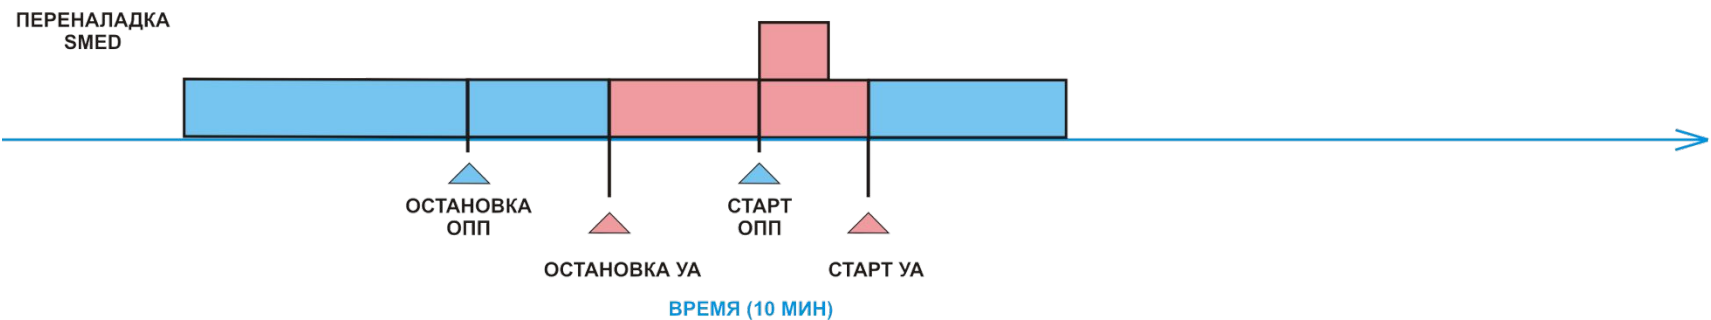 ПЕРЕНАЛАДКА
SMED
ОСТАНОВКА
ОПП
СТАРТ
ОПП
ОСТАНОВКА УА
СТАРТ УА
ВРЕМЯ (10 МИН)